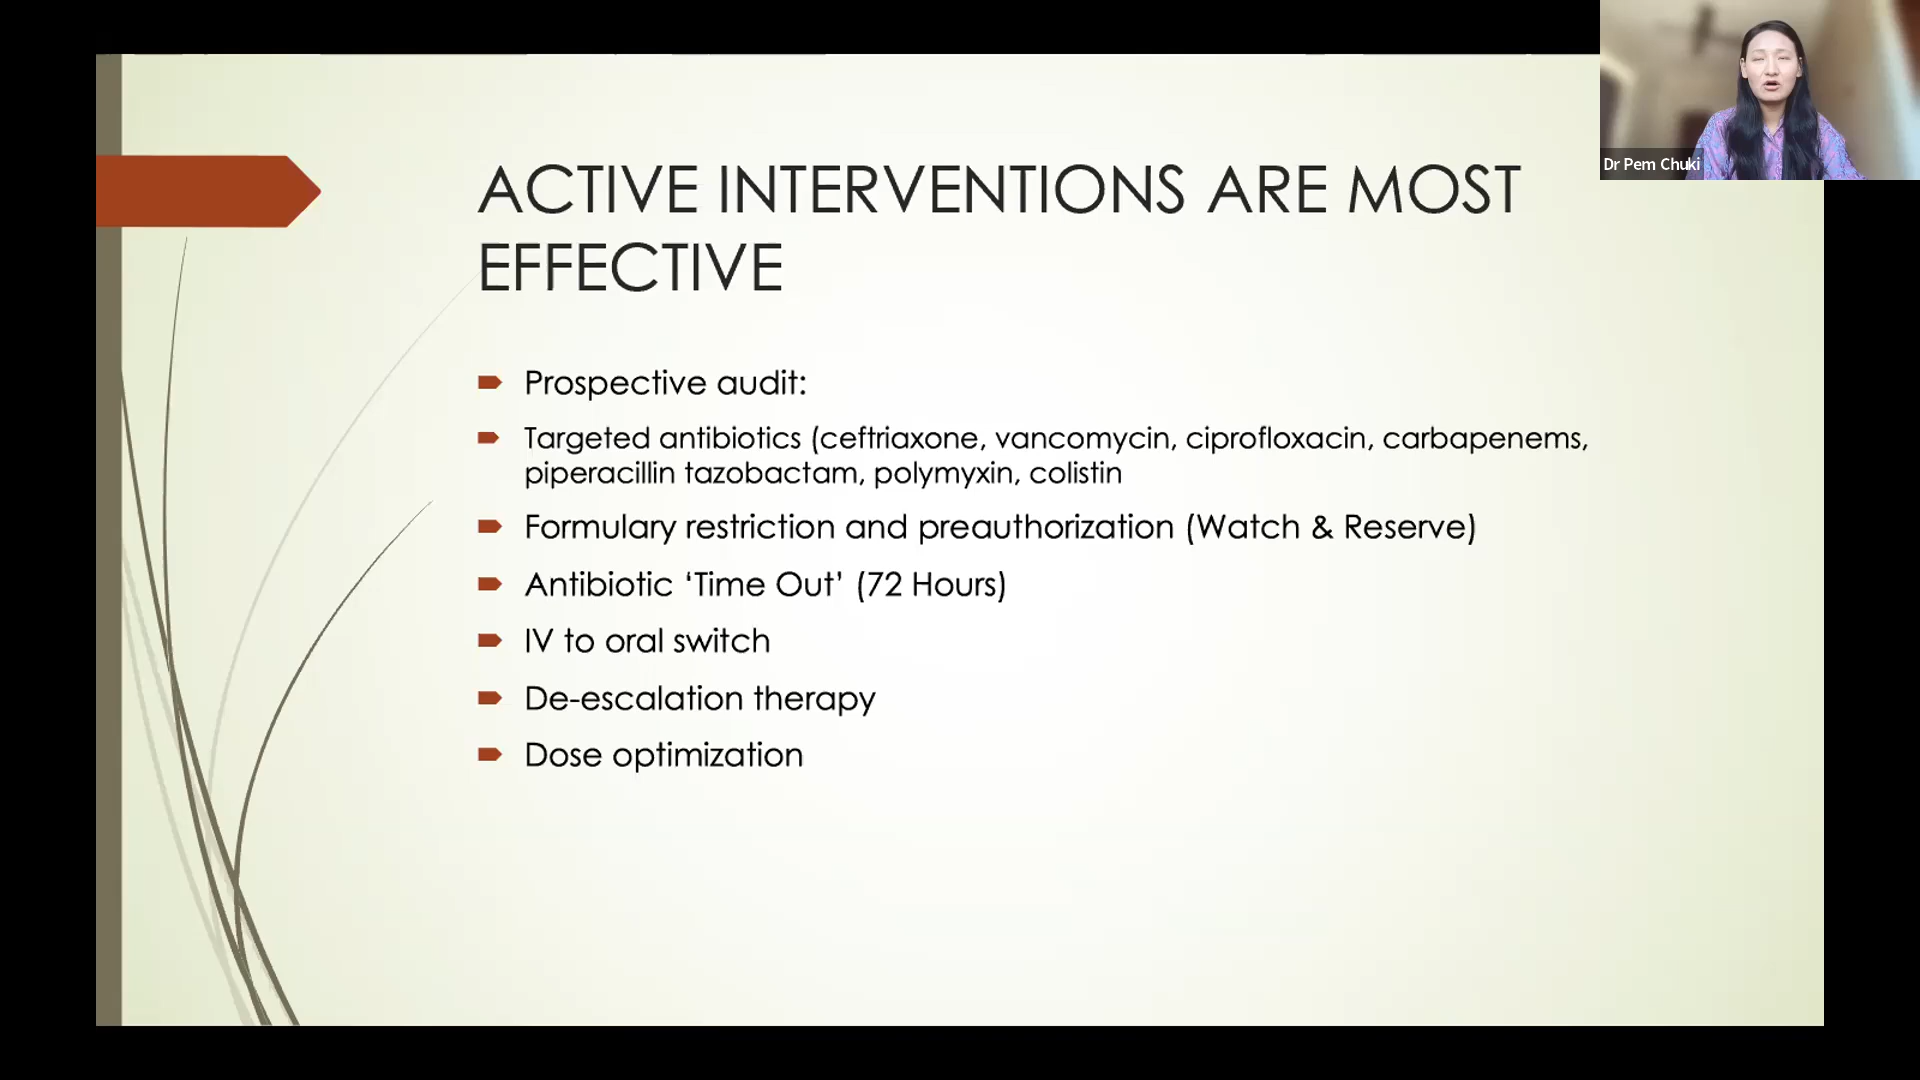 Dr Pem Chuki
ACTIVE INTERVENTIONS ARE MOST
EFFECTIVE
Prospective audit:
Targeted antibiotics (ceftriaxone, vancomycin, ciprofloxacin, carbapenems,
piperacillin tazobactam, polymyxin, colistin
Formulary restriction and preauthorization (Watch & Reserve)
Antibiotic ‘Time Out’ (72 Hours)
IV to oral switch
De-escalation therapy
Dose optimization